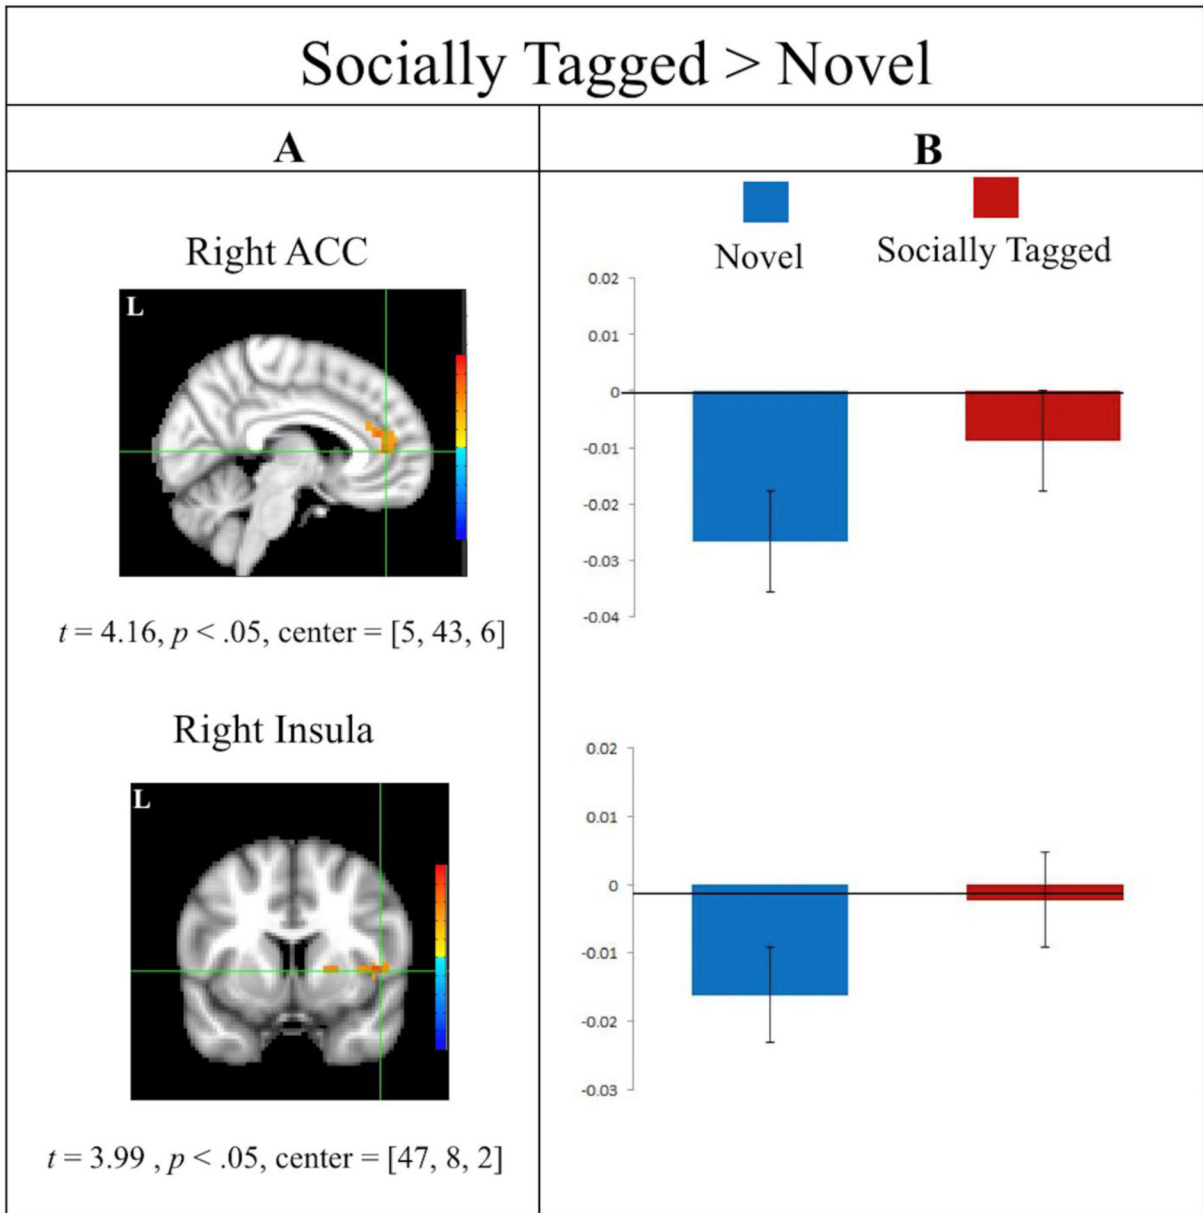 Socially Tagged > Novel
A
B
Right ACC
L
t = 4.16, p < .05, center = [5, 43, 6]
Right Insula
L
t = 3.99 , p < .05, center = [47, 8, 2]
Novel
Socially Tagged
0.02
0.01
0
-0.01
-0.02
-0.03
-0.04
0.02
0.01
0
-0.01
-0.02
-0.03